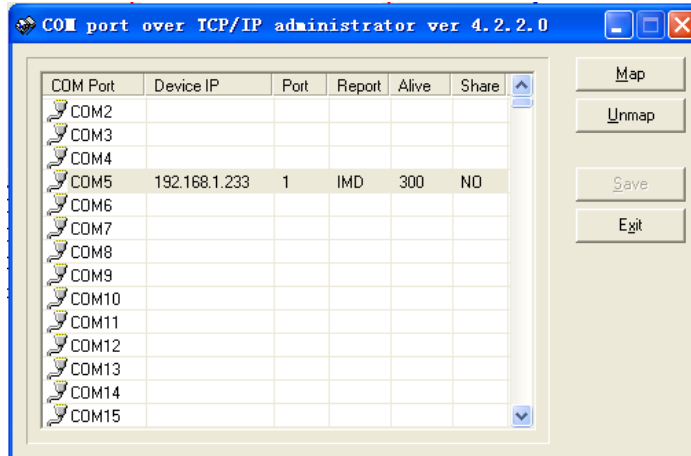 COM port over TCP/IP administrator ver 4.2.2.0
COM Port Device IP Port Report Alive Share
COM2
COM3
COM4
COM5 192.168.1.233 1 IMD 300 NO
COM6
COM7
COM8
COM9
COM10
COM11
COM12
COM13
COM14
COM15
Map
Unmap
Save
Exit